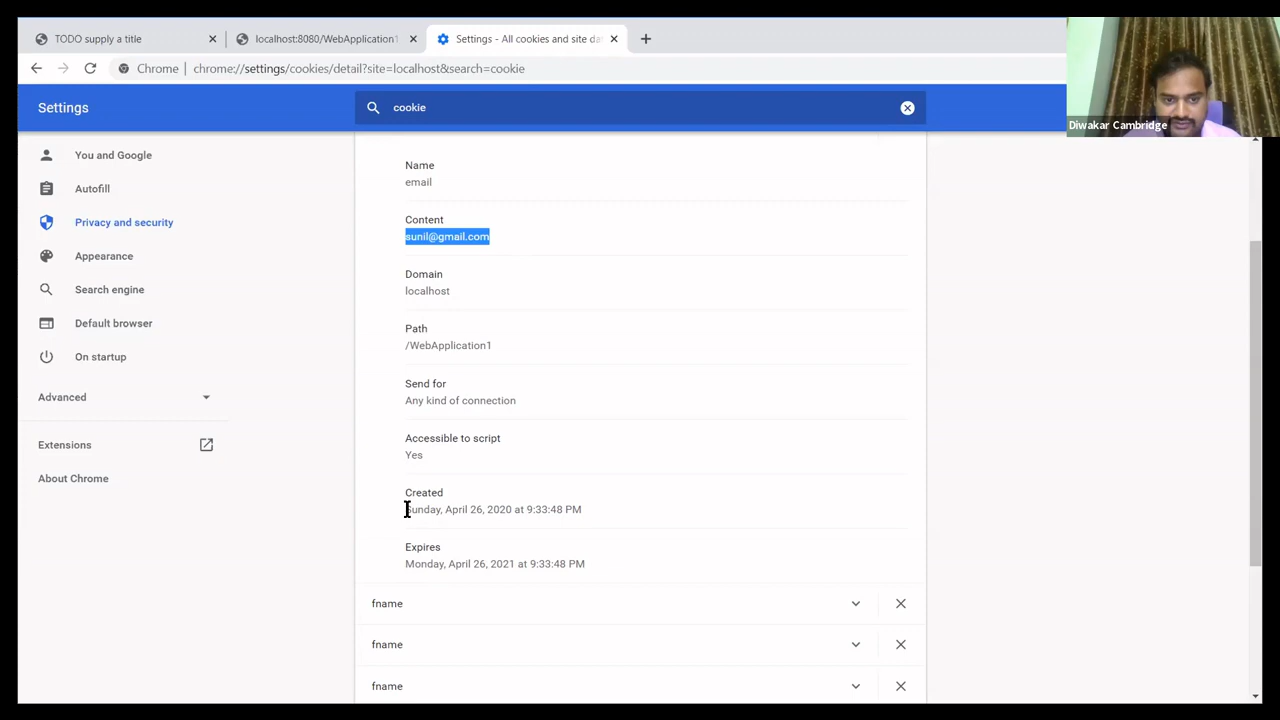 TODO supply a title
localhost:8080/WebApplication1
Settings - All cookies and site da
Chrome
chrome://settings/cookies/detail?site=localhost&search=cookie
Settings
cookie
Diwakar Cambridge
You and Google
Autofill
Privacy and security
Appearance
Search engine
Default browser
On startup
Advanced
Extensions
About Chrome
Name
email
Content
sunil@gmail.com
Domain
localhost
Path
/WebApplication1
Send for
Any kind of connection
Accessible to script
Yes
Created
Sunday, April 26, 2020 at 9:33:48 PM
Expires
Monday, April 26, 2021 at 9:33:48 PM
fname
fname
fname